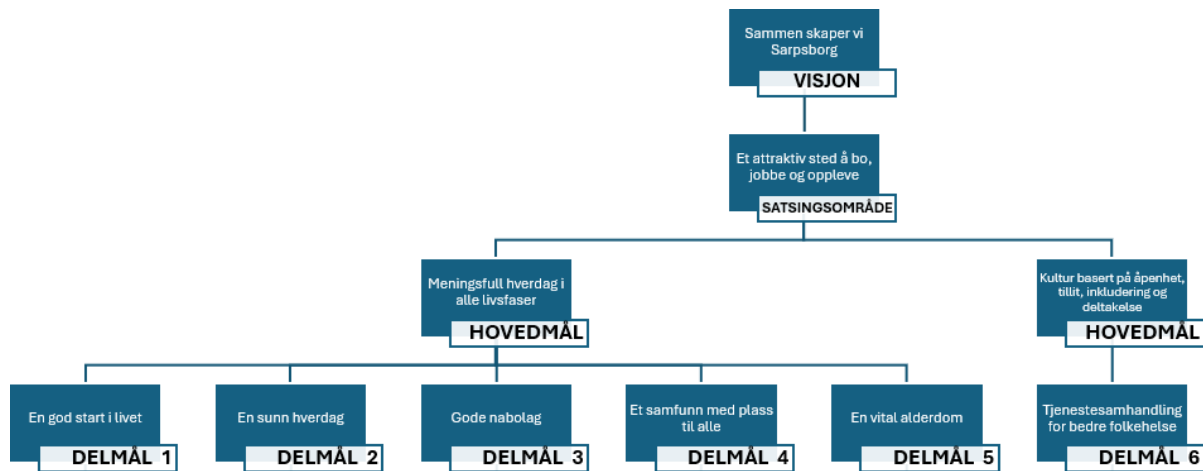 Sammen skaper vi
Sarpsborg
VISJON
Et attraktiv sted å bo,
jobbe og oppleve
SATSINGSOMRÅDE
Meningsfull hverdag i
alle livsfaser
HOVEDMÅL
Kultur basert på åpenhet,
tillit, inkludering og
deltakelse
HOVEDMÅL
En god start i livet
DELMÅL 1
En sunn hverdag
DELMÅL 2
Gode nabolag
DELMÅL 3
Et samfunn med plass
til alle
DELMÅL 4
En vital alderdom
DELMÅL 5
Tjenestesamhandling
for bedre folkehelse
DELMÅL 6